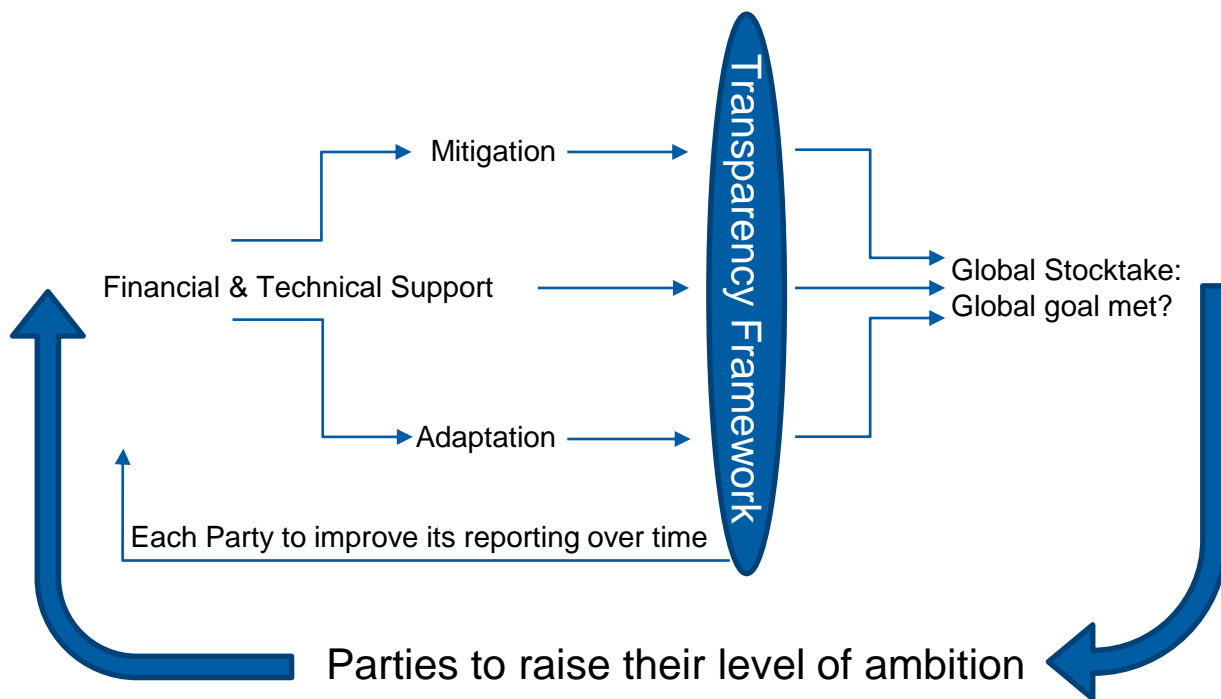 Transparency Framework
Mitigation
Financial & Technical Support
Global Stocktake:
Global goal met?
Adaptation
Each Party to improve its reporting over time
Parties to raise their level of ambition